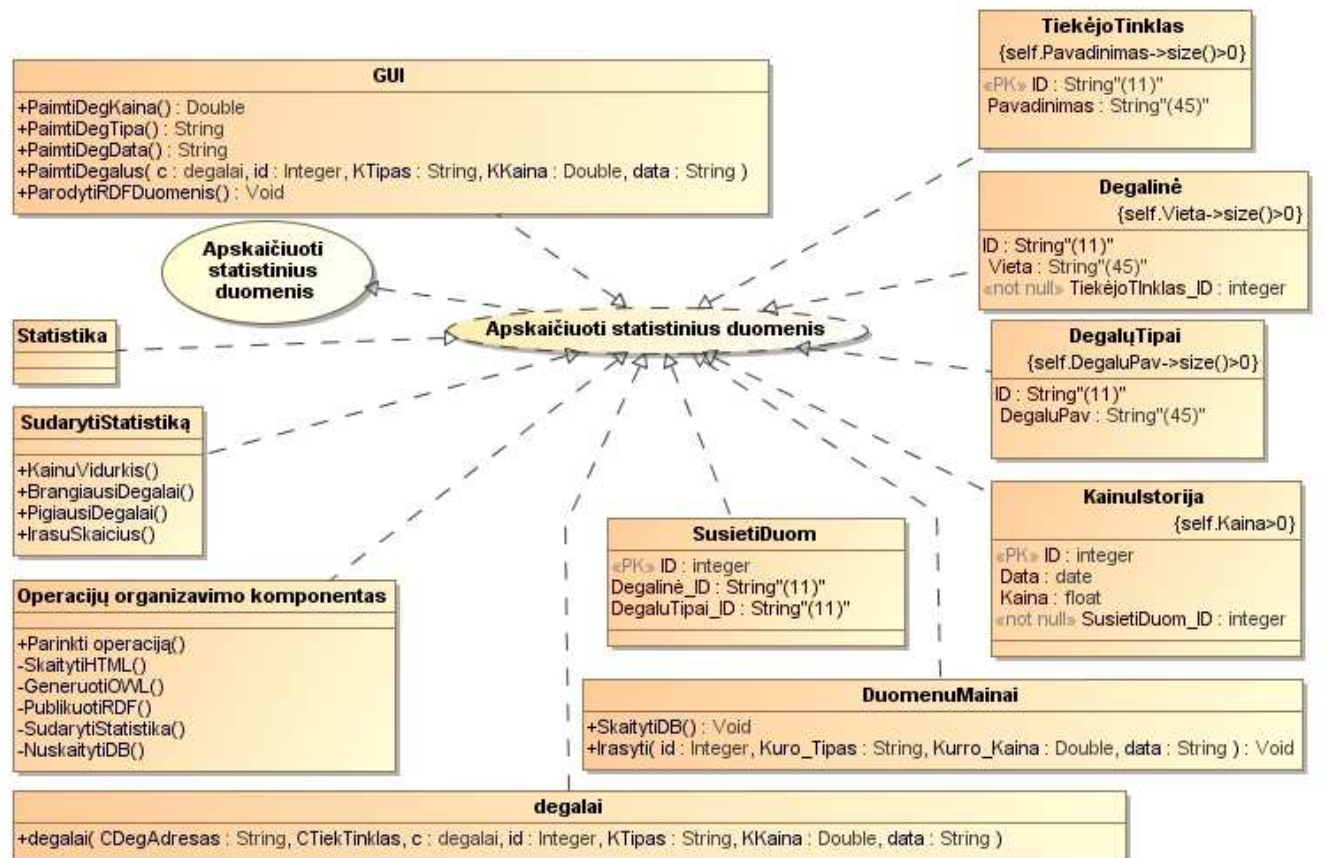 GUI
+PaimtiDegKaina() : Double
+PaimtiDegTipa() : String
+PaimtiDegData() : String
+PaimtiDegalus( c : degalai, id : Integer, KTipas : String, KKaina : Double, data : String )
+ParodytiRDFDuomenis() : Void
TiekėjoTinklas
{self.Pavadinimas->size()>0}
«PK» ID : String"(11)"
Pavadinimas : String"(45)"
Degalinė
{self.Vieta->size()>0}
ID : String"(11)"
Vieta : String"(45)"
«not null» TiekėjoTInklas_ID : integer
Apskaičiuoti
statistinius
duomenis
Apskaičiuoti statistinius duomenis
Statistika
DegalųTipai
{self.DegaluPav->size()>0}
ID : String"(11)"
DegaluPav : String"(45)"
SudarytiStatistiką
+KainuVidurkis()
+BrangiausiDegalai()
+PigiausiDegalai()
+IrasuSkaicius()
KainuIstorija
{self.Kaina>0}
«PK» ID : integer
Data : date
Kaina : float
«not null» SusietiDuom_ID : integer
SusietiDuom
«PK» ID : integer
Degalinė_ID : String"(11)"
DegaluTipai_ID : String"(11)"
Operacijų organizavimo komponentas
+Parinkti operaciją()
-SkaitytiHTML()
-GeneruotiOWL()
-PublikuotiRDF()
-SudarytiStatistika()
-NuskaitytiDB()
DuomenuMainai
+SkaitytiDB() : Void
+Irasyti( id : Integer, Kuro_Tipas : String, Kurro_Kaina : Double, data : String ) : Void
degalai
+degalai( CDegAdresas : String, CTiekTinklas, c : degalai, id : Integer, KTipas : String, KKaina : Double, data : String )